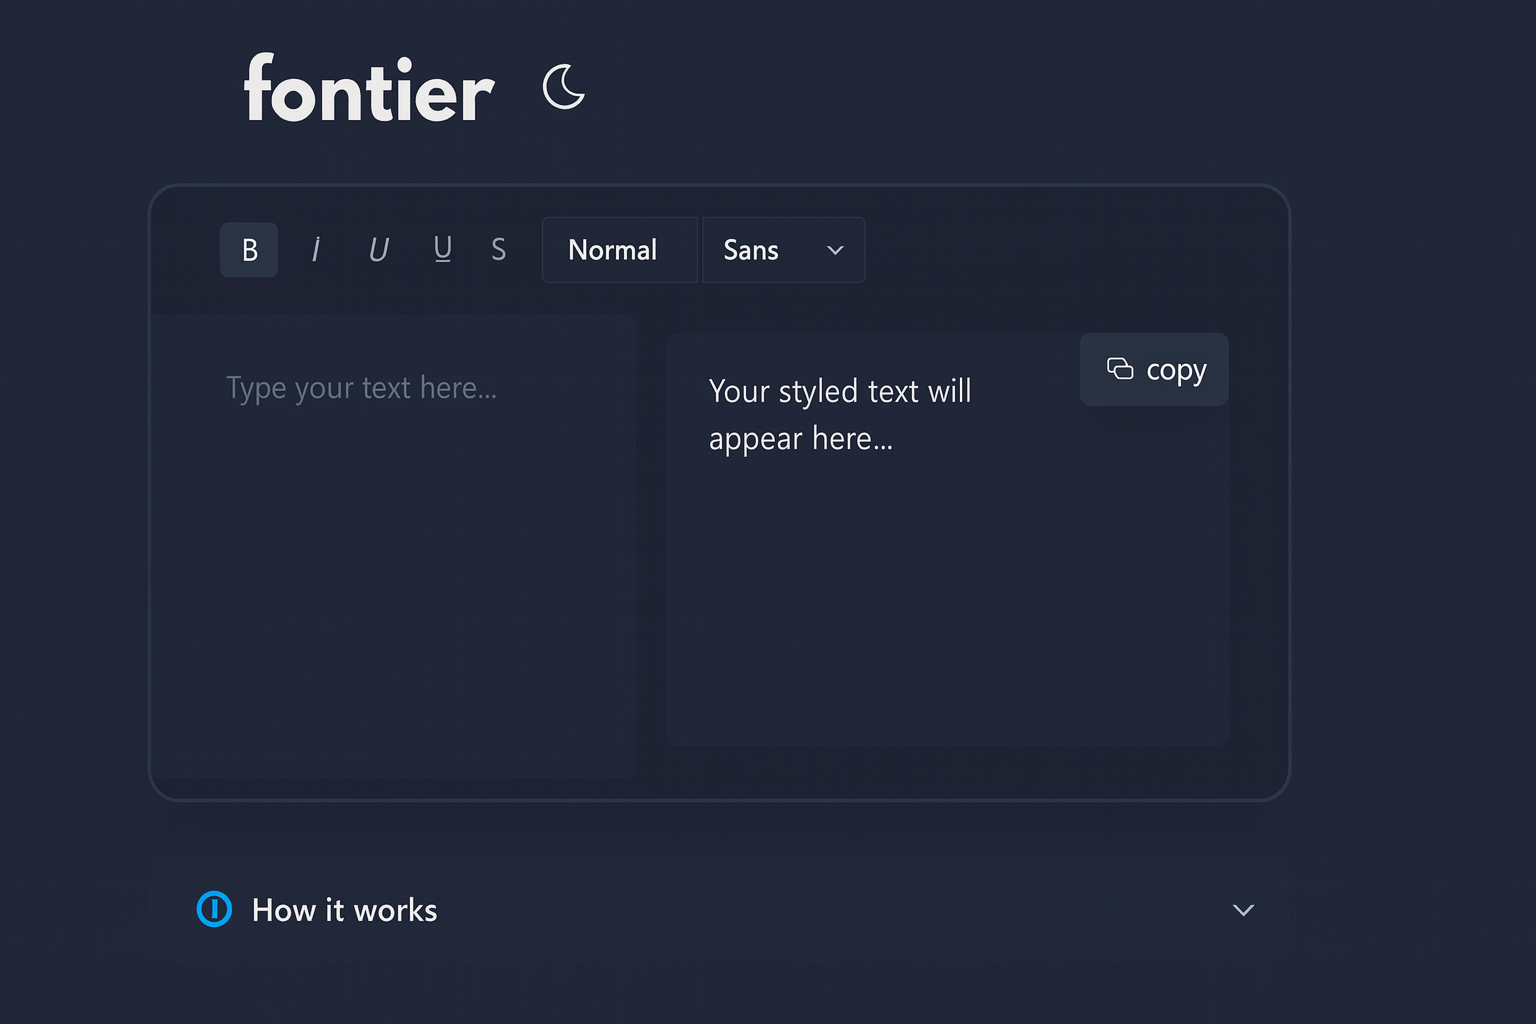 fontier
B I U U S Normal Sans
Type your text here...
copy
Your styled text will
appear here...
How it works